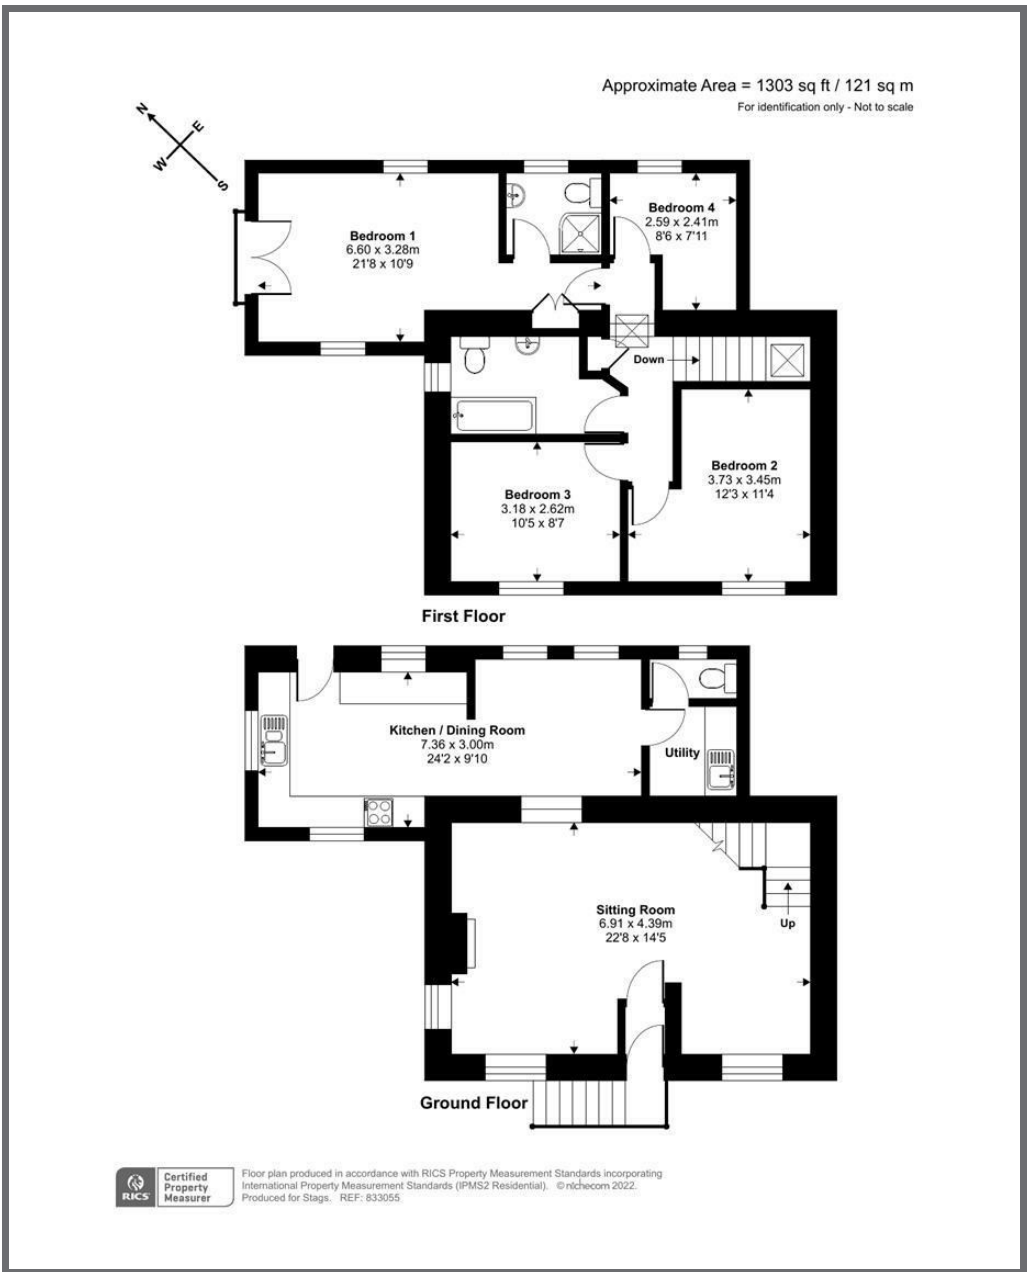 Approximate Area = 1303 sq ft / 121 sq m
For identification only - Not to scale
N
E
W
S
Bedroom 1
6.60 x 3.28m
21'8 x 10'9
Bedroom 4
2.59 x 2.41m
8'6 x 7'11
Down
Bedroom 2
3.73 x 3.45m
12'3 x 11'4
Bedroom 3
3.18 x 2.62m
10'5 x 8'7
First Floor
Kitchen / Dining Room
7.36 x 3.00m
24'2 x 9'10
Utility
Sitting Room
6.91 x 4.39m
22'8 x 14'5
Up
Ground Floor
RICS
Certified
Property
Measurer
Floor plan produced in accordance with RICS Property Measurement Standards incorporating
International Property Measurement Standards (IPMS2 Residential). © nichecom 2022.
Produced for Stags. REF: 833055